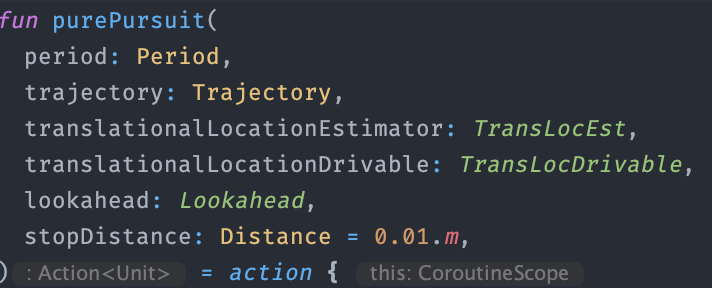 fun purePursuit(
period: Period,
trajectory: Trajectory,
translationalLocationEstimator: TransLocEst,
translationalLocationDrivable: TransLocDrivable,
lookahead: Lookahead,
stopDistance: Distance = 0.01.m,
) : Action<Unit> = action { this: CoroutineScope